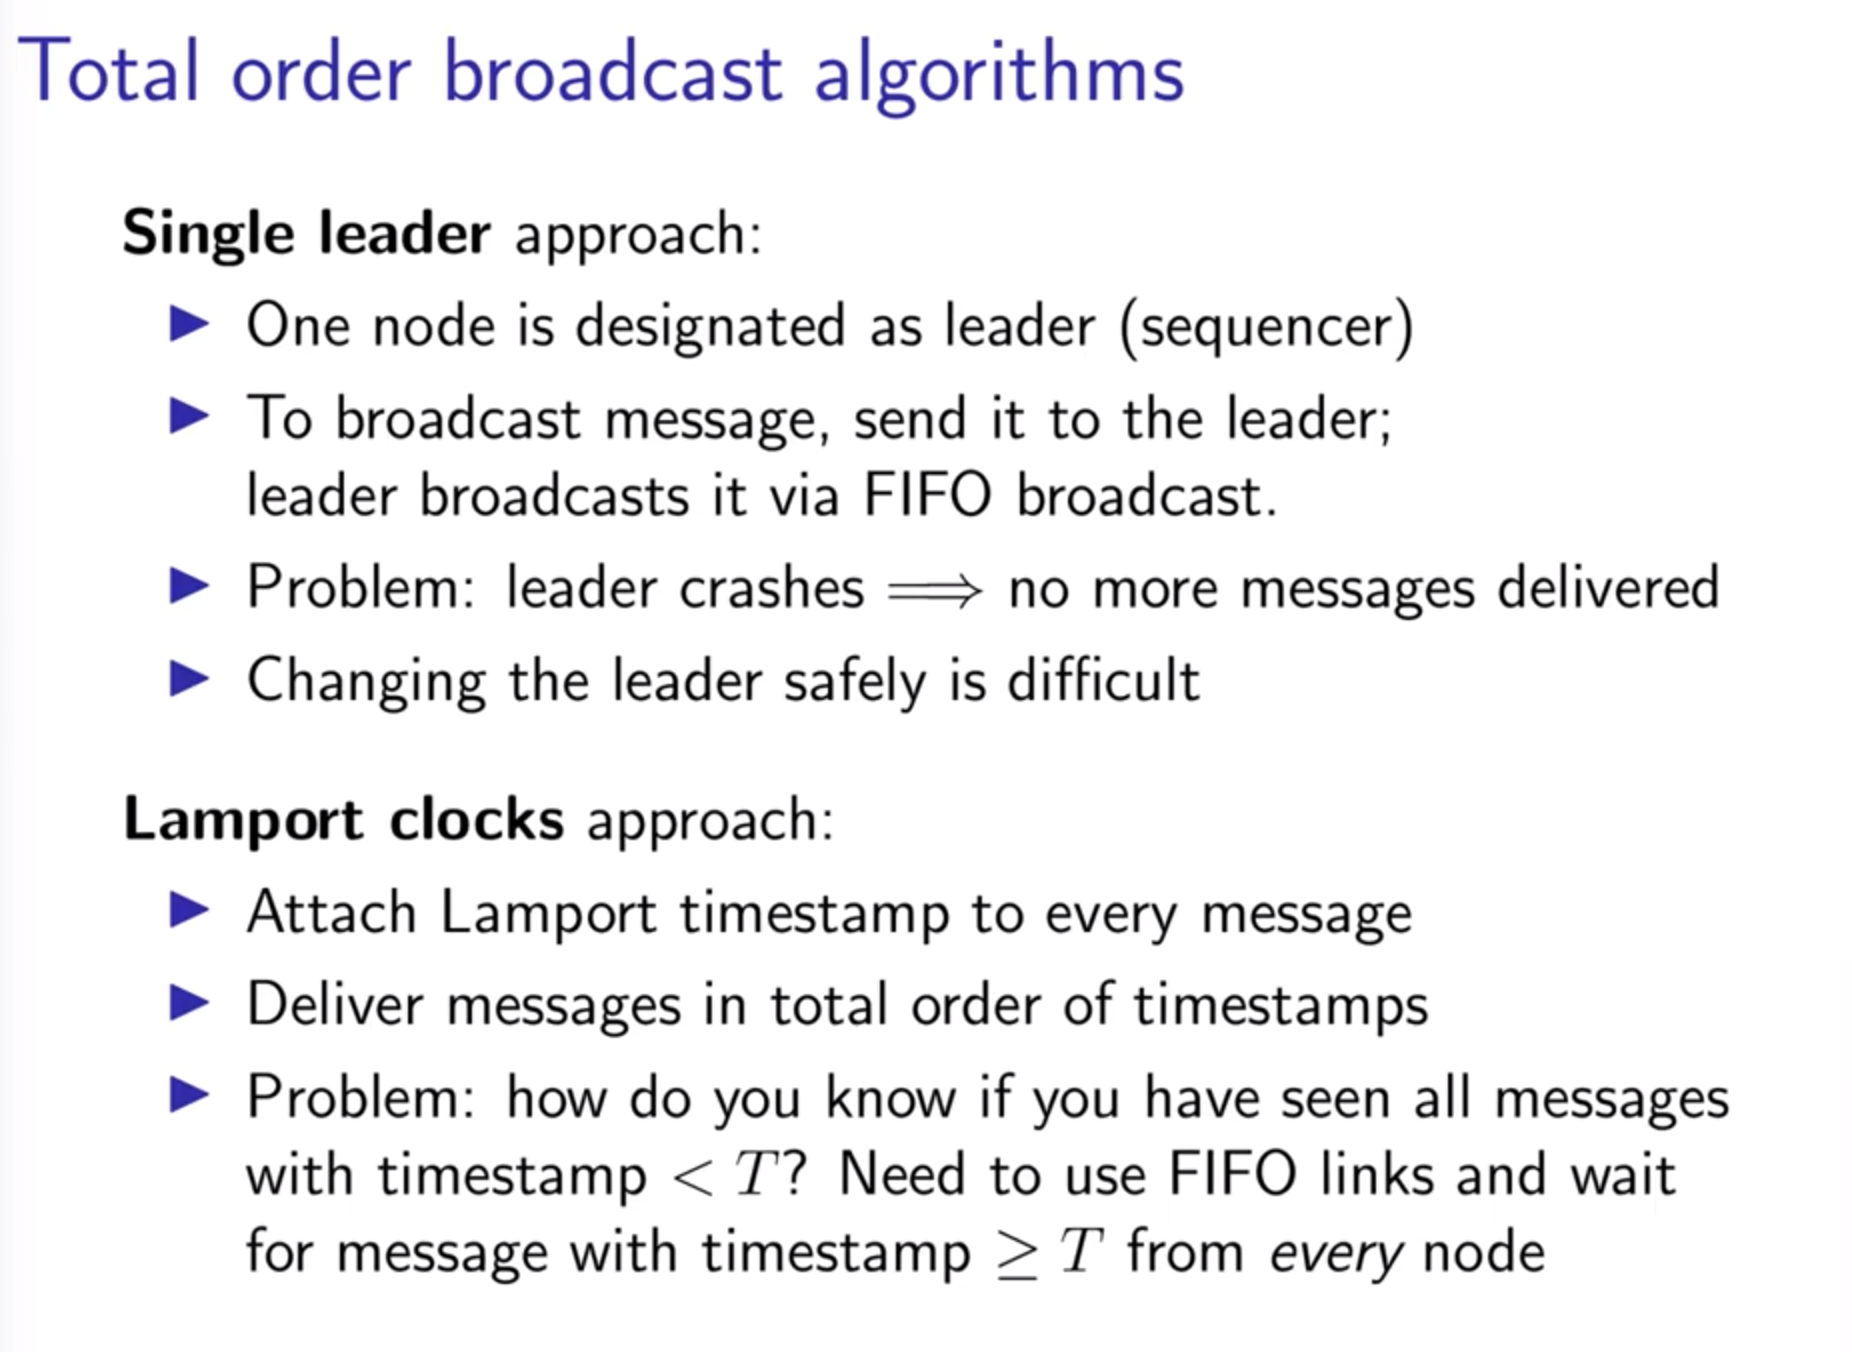 Total order broadcast algorithms
Single leader approach:
▶ One node is designated as leader (sequencer)
▶ To broadcast message, send it to the leader;
leader broadcasts it via FIFO broadcast.
▶ Problem: leader crashes ⟹ no more messages delivered
▶ Changing the leader safely is difficult
Lamport clocks approach:
▶ Attach Lamport timestamp to every message
▶ Deliver messages in total order of timestamps
▶ Problem: how do you know if you have seen all messages
with timestamp < T? Need to use FIFO links and wait
for message with timestamp ≥ T from every node